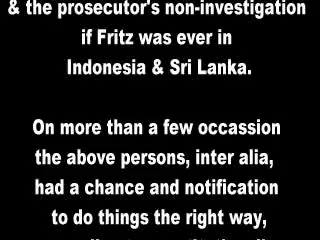 & the prosecutor's non-investigation
if Fritz was ever in
Indonesia & Sri Lanka.
On more than a few occassion
the above persons, inter alia,
had a chance and notification
to do things the right way,